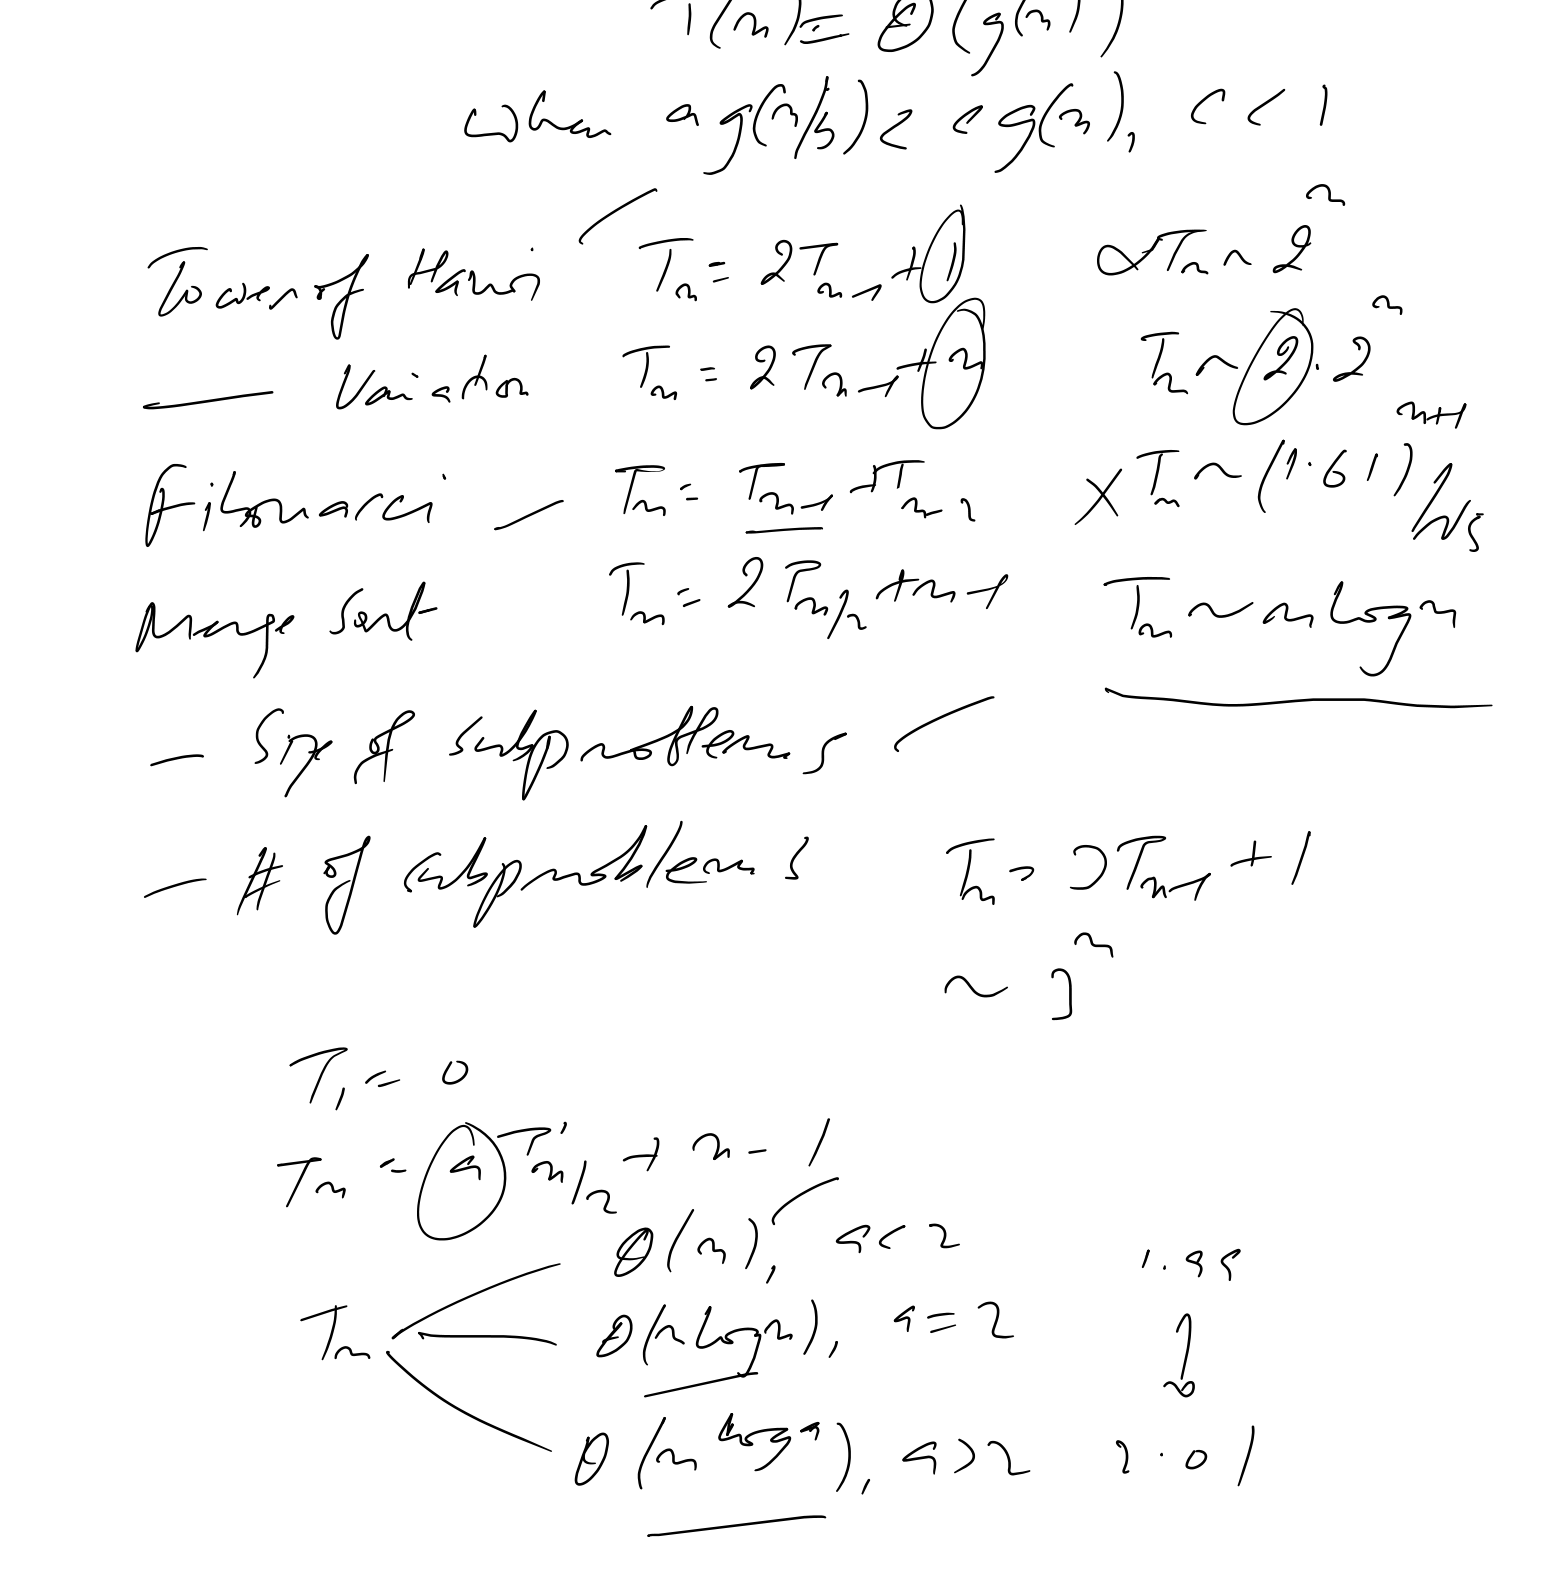 T(n) = Θ(g(n))
when a g(n/b) < c g(n), c < 1
Tower of Hanoi Tn = 2Tn-1 + 1 Tn ~ 2^n
— Variation Tn = 2Tn-1 + n Tn ~ 2.2^n
Fibonacci — Tn = Tn-1 + Tn-2 × Tn ~ (1.61)^n+1/√5
Merge Sort Tn = 2Tn/2 + n-1 Tn ~ n log n
- Size of subproblems
- # of subproblems Tn = 3Tn-1 + 1
~ 3^n
T1 = 0
Tn = a Tn/2 + n - 1
Θ(n), a < 2 1.99
Tn Θ(n log n), a = 2
Θ(n^log a), a > 2 2.01